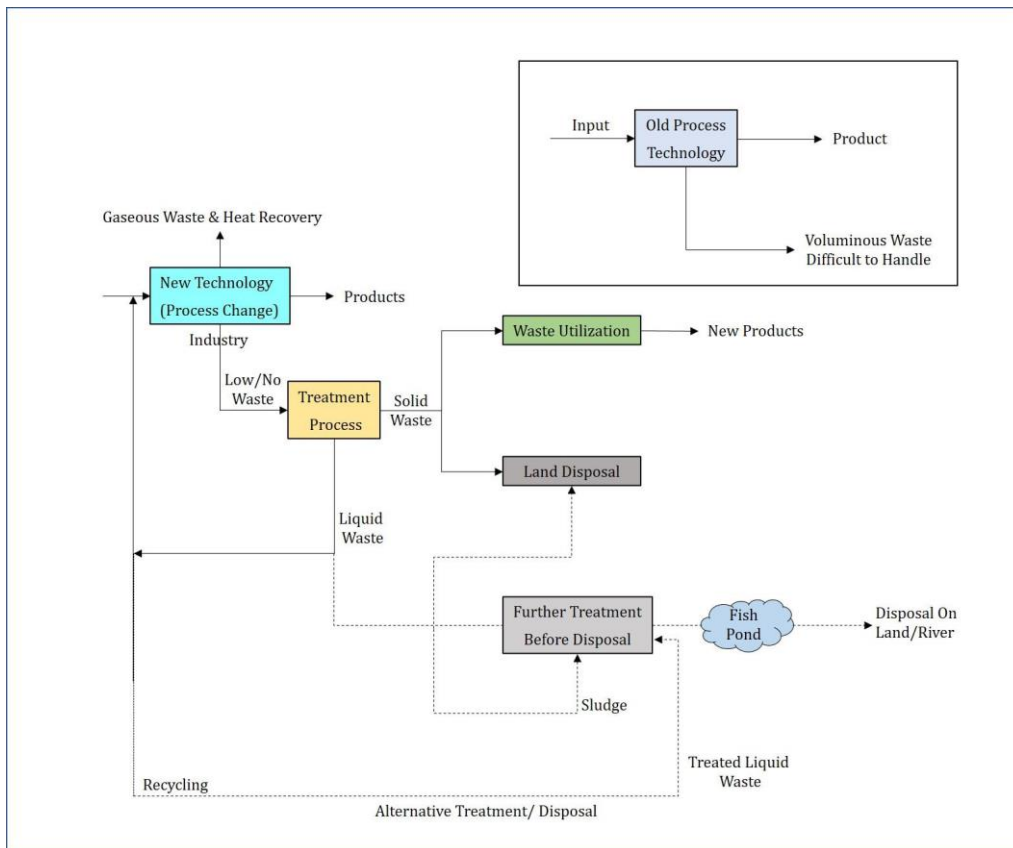 Input
Old Process
Technology
Product
Voluminous Waste
Difficult to Handle
Gaseous Waste & Heat Recovery
New Technology
(Process Change)
Products
Industry
Low/No
Waste
Treatment
Process
Solid
Waste
Waste Utilization
New Products
Land Disposal
Liquid
Waste
Further Treatment
Before Disposal
Fish
Pond
Disposal On
Land/River
Sludge
Treated Liquid
Waste
Recycling
Alternative Treatment/ Disposal